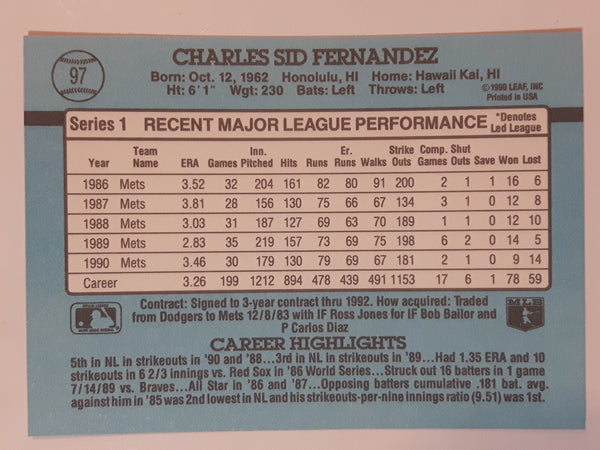 97
CHARLES SID FERNANDEZ
Born: Oct. 12, 1962 Honolulu, HI Home: Hawaii Kai, HI
Ht: 6'1" Wgt: 230 Bats: Left Throws: Left
©1990 LEAF, INC
Printed in USA
Series 1 RECENT MAJOR LEAGUE PERFORMANCE *Denotes Led League
Year Team Name ERA Games Inn. Pitched Hits Runs Er. Runs Walks Strike Outs Comp. Games Shut Outs Save Won Lost
1986 Mets 3.52 32 204 161 82 80 91 200 2 1 1 16 6
1987 Mets 3.81 28 156 130 75 66 67 134 3 1 0 12 8
1988 Mets 3.03 31 187 127 69 63 70 189 1 1 0 12 10
1989 Mets 2.83 35 219 157 73 69 75 198 6 2 0 14 5
1990 Mets 3.46 30 179 130 79 69 67 181 2 1 0 9 14
Career 3.26 199 1212 894 478 439 491 1153 17 6 1 78 59
Contract: Signed to 3-year contract thru 1992. How acquired: Traded
from Dodgers to Mets 12/8/83 with IF Ross Jones for IF Bob Bailor and
P Carlos Diaz
MLB
CAREER HIGHLIGHTS
5th in NL in strikeouts in '90 and '88...3rd in NL in '89...Had 1.35 ERA and 10
strikeouts in 6 2/3 innings vs. Red Sox in '86 World Series...Struck out 16 batters in 1 game
7/14/89 vs. Braves...All Star in '86 and '87...Opposing batters cumulative .181 bat. avg.
against him in '85 was 2nd lowest in NL and his strikeouts-per-nine innings ratio (9.51) was 1st.